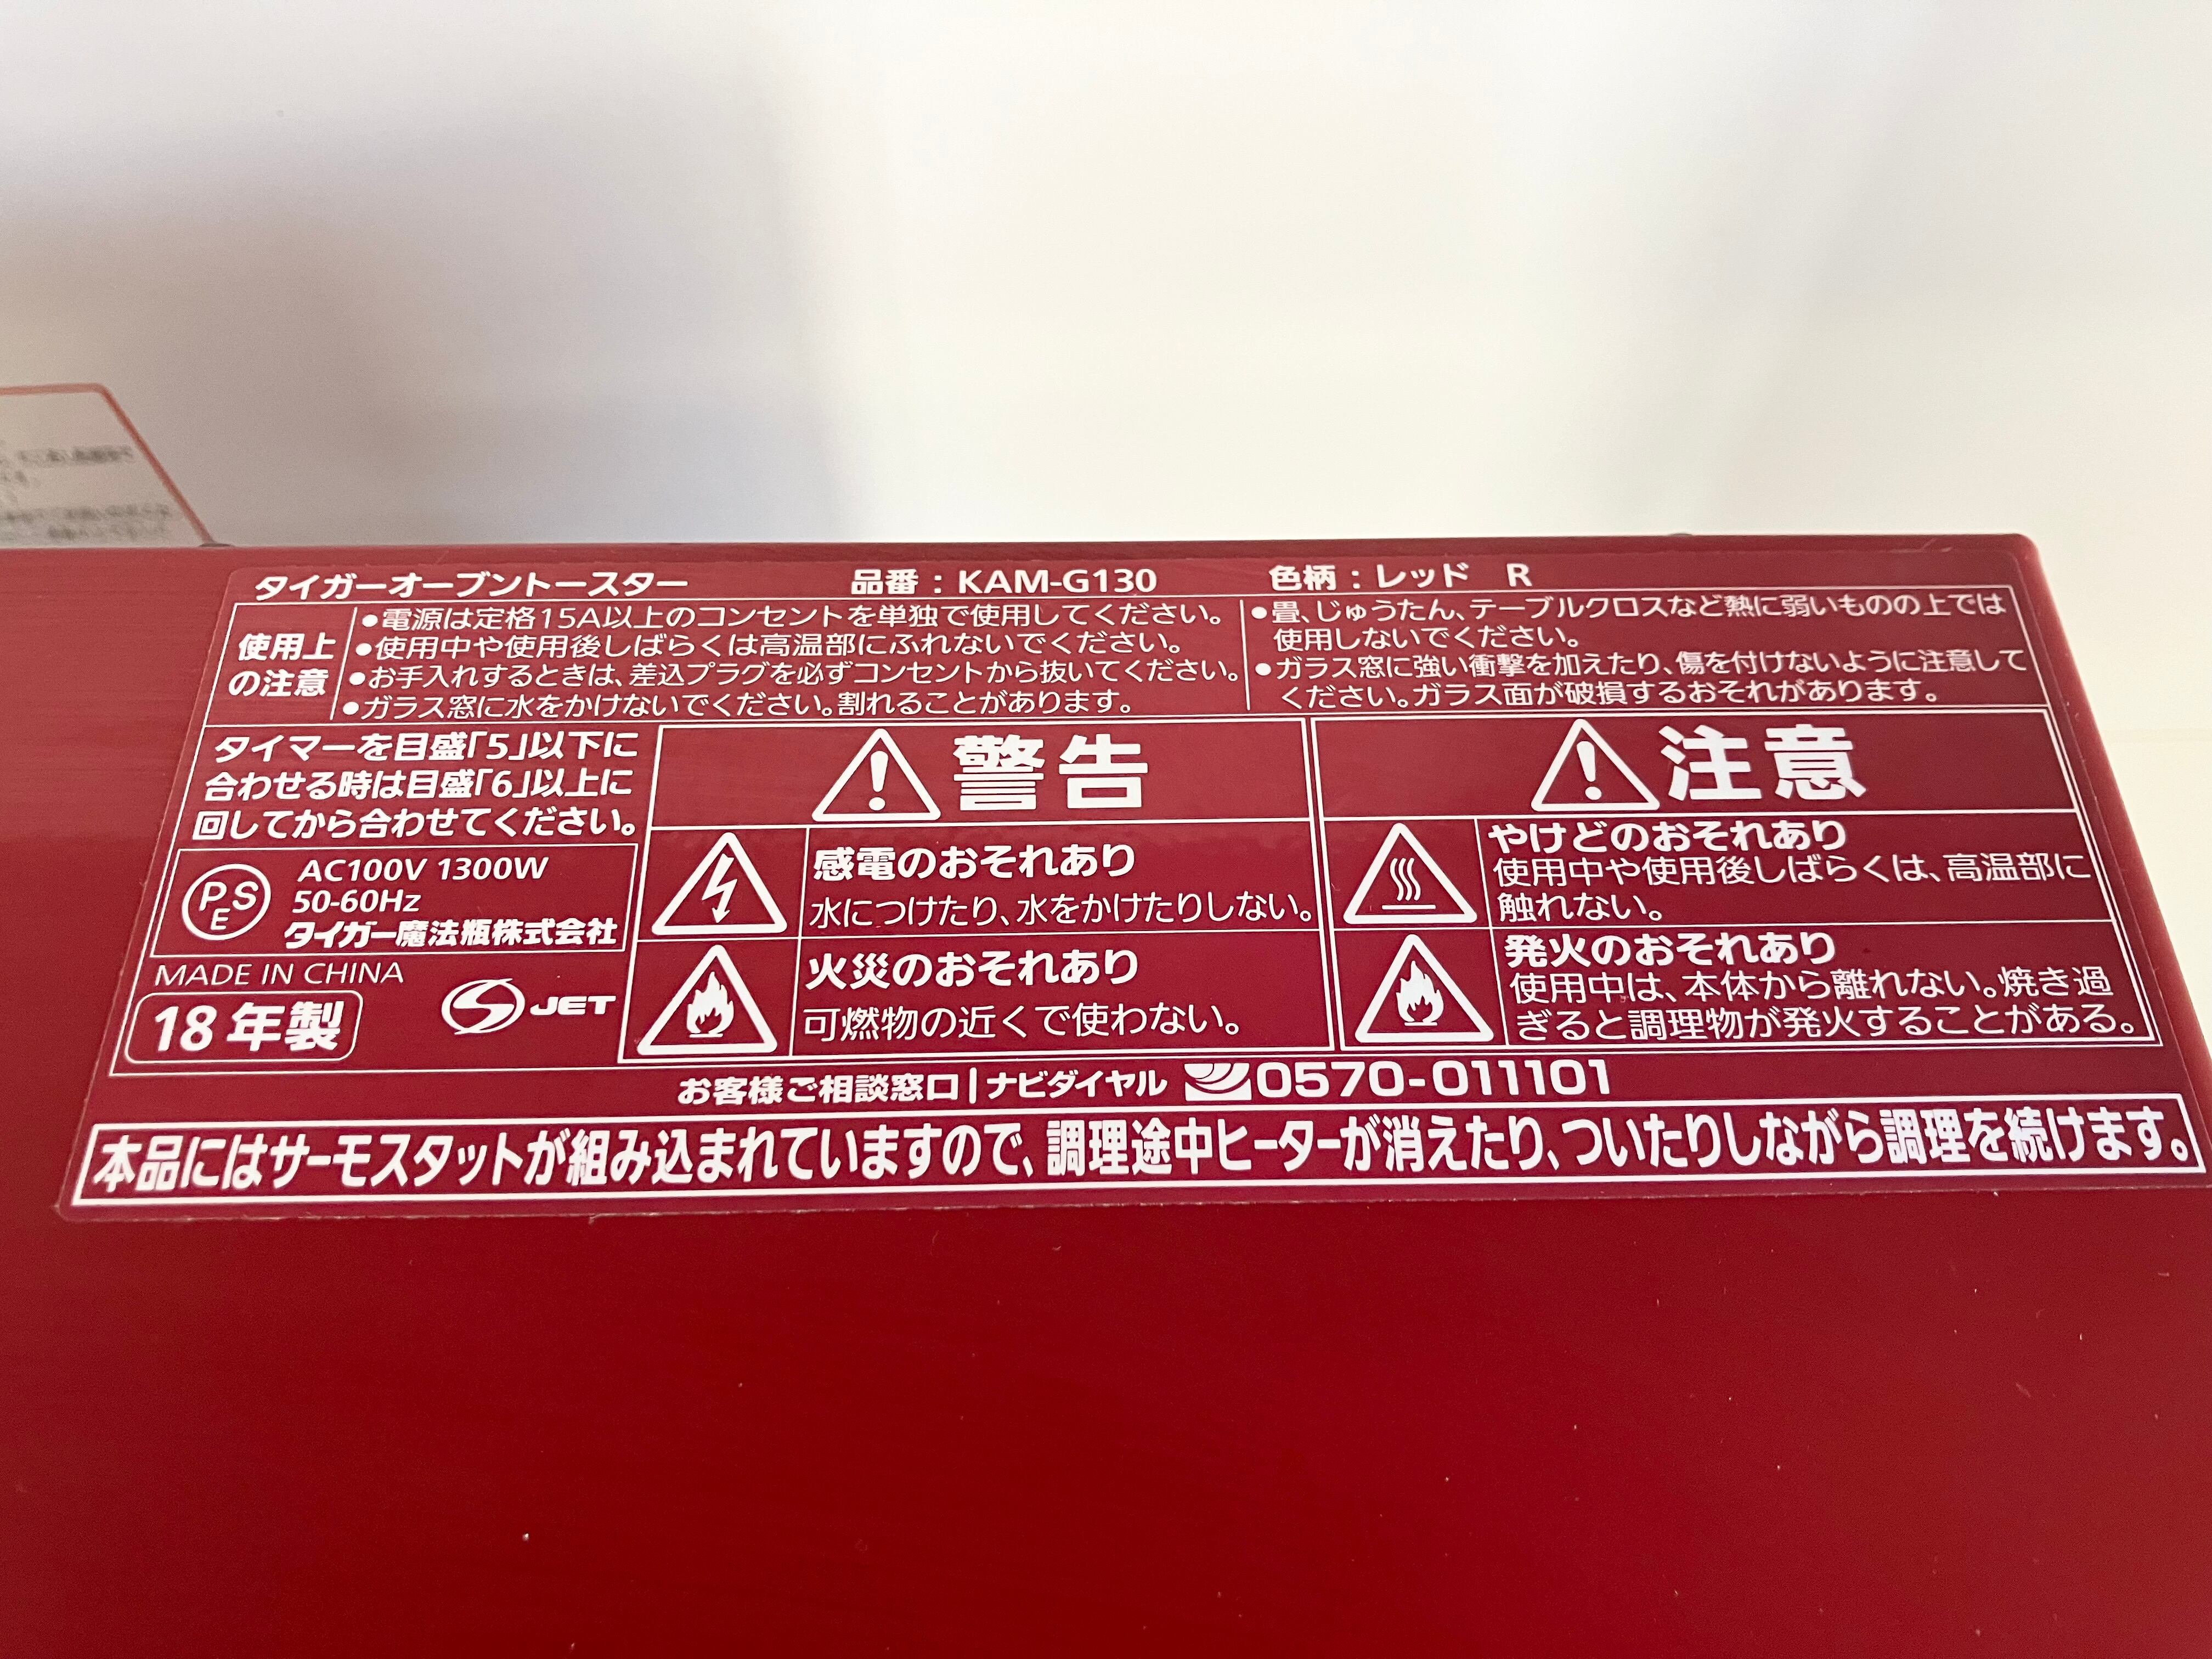 タイガーオーブントースター 品番：KAM-G130 色柄：レッド R
使用上
の注意
●電源は定格15A以上のコンセントを単独で使用してください。
●使用中や使用後しばらくは高温部にふれないでください。
●お手入れするときは、差込プラグを必ずコンセントから抜いてください。
●ガラス窓に水をかけないでください。割れることがあります。
●畳、じゅうたん、テーブルクロスなど熱に弱いものの上では
使用しないでください。
●ガラス窓に強い衝撃を加えたり、傷を付けないように注意して
ください。ガラス面が破損するおそれがあります。
タイマーを目盛「5」以下に
合わせる時は目盛「6」以上に
回してから合わせてください。
PSE
AC100V 1300W
50-60Hz
タイガー魔法瓶株式会社
MADE IN CHINA
18年製
JET
警告
感電のおそれあり
水につけたり、水をかけたりしない。
火災のおそれあり
可燃物の近くで使わない。
注意
やけどのおそれあり
使用中や使用後しばらくは、高温部に
触れない。
発火のおそれあり
使用中は、本体から離れない。焼き過
ぎると調理物が発火することがある。
お客様ご相談窓口|ナビダイヤル 0570-011101
本品にはサーモスタットが組み込まれていますので、調理途中ヒーターが消えたり、ついたりしながら調理を続けます。